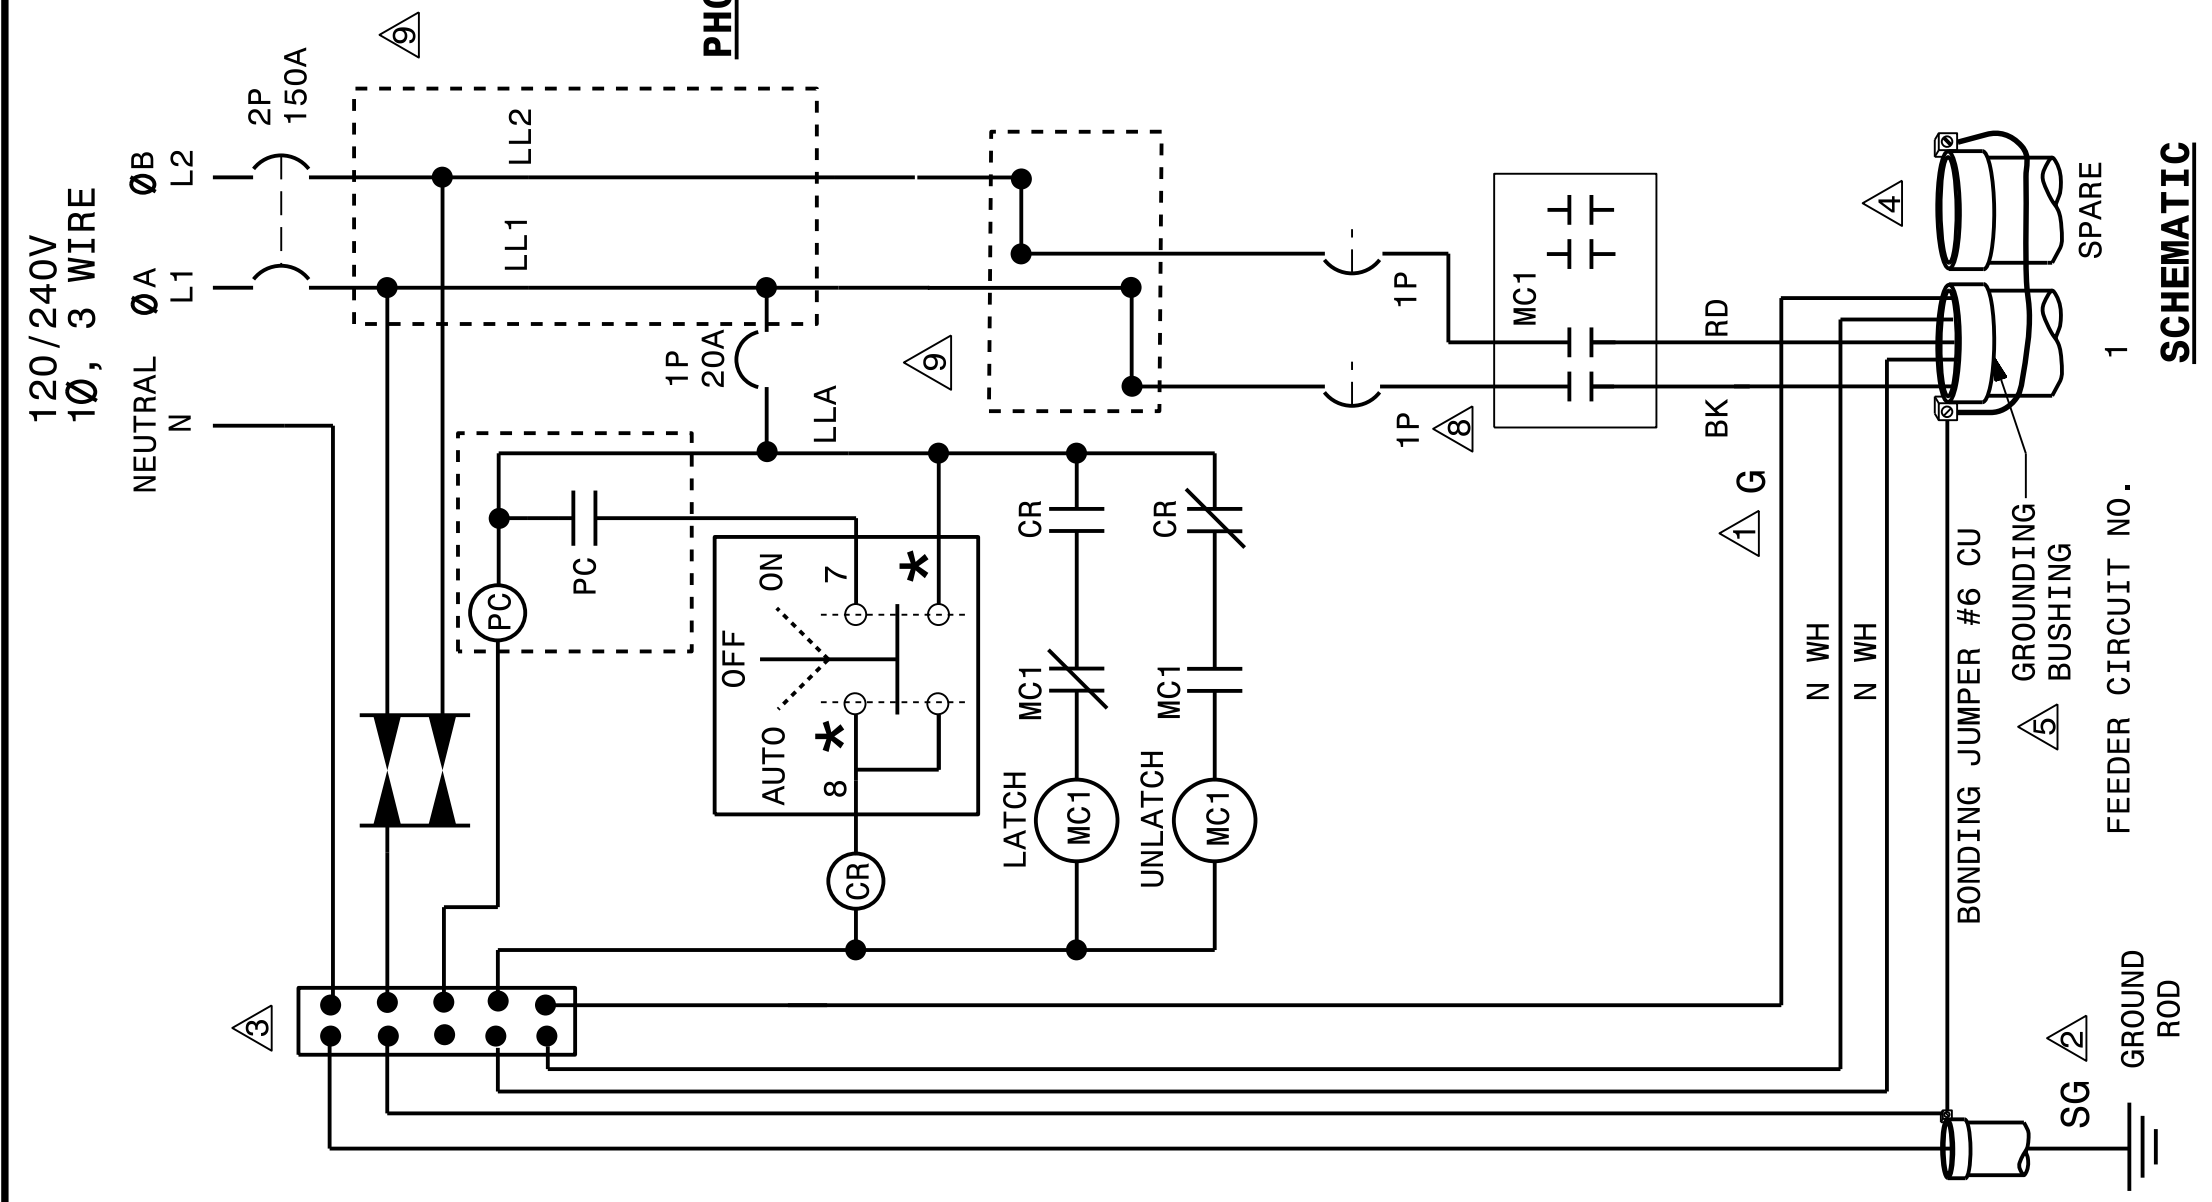 120/240V
1Ø, 3 WIRE
NEUTRAL
N
ØA
L1
ØB
L2
2P
150A
9
LL1
LL2
1P
20A
LLA
9
PC
PC
OFF
ON
AUTO
7
8
*
*
CR
CR
CR
MC1
MC1
LATCH
MC1
UNLATCH
MC1
1P
1P
8
MC1
RD
BK
1
G
N WH
N WH
BONDING JUMPER #6 CU
5
GROUNDING
BUSHING
4
SPARE
FEEDER CIRCUIT NO.
1
3
SG
2
GROUND
ROD
SCHEMATIC